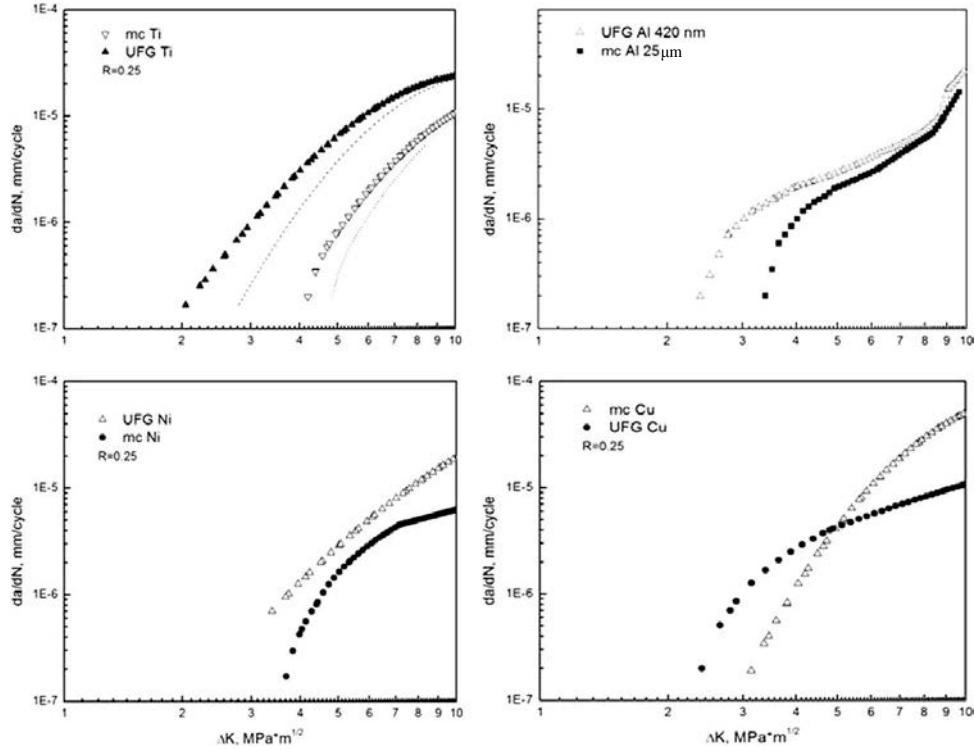 1E-4
mc Ti
UFG Ti
R=0.25
1E-5
1E-6
1E-7
da/dN, mm/cycle
1 2 3 4 5 6 7 8 9 10
1E-4
UFG Al 420 nm
mc Al 25μm
1E-5
1E-6
1E-7
da/dN, mm/cycle
1 2 3 4 5 6 7 8 9 10
1E-4
UFG Ni
mc Ni
R=0.25
1E-5
1E-6
1E-7
da/dN, mm/cycle
1 2 3 4 5 6 7 8 9 10
ΔK, MPa*m^1/2
1E-4
mc Cu
UFG Cu
R=0.25
1E-5
1E-6
1E-7
da/dN, mm/cycle
1 2 3 4 5 6 7 8 9 10
ΔK, MPa*m^1/2